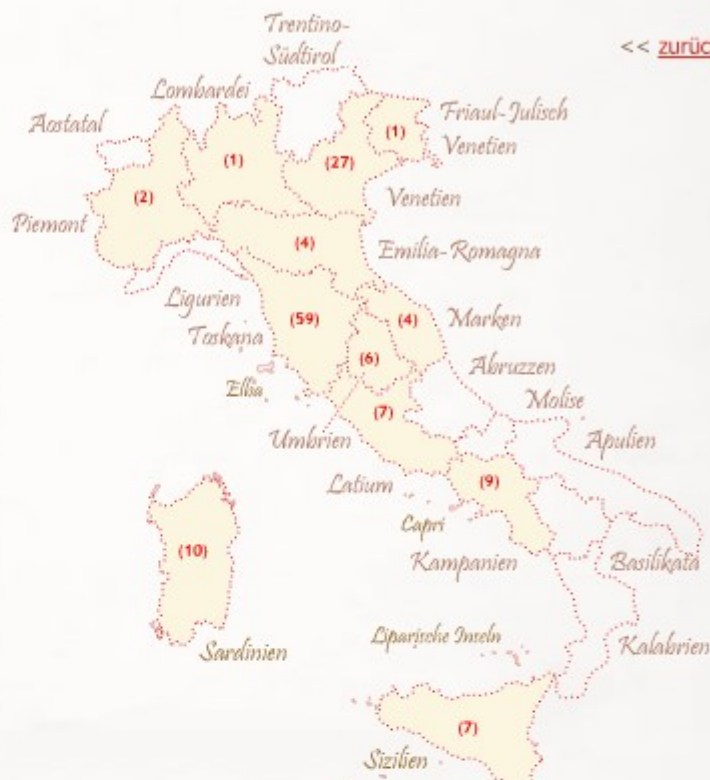 Trentino-
Südtirol
<< zurüc
Lombardei
Aostatal
Friaul-Julisch
Venetien
(1)
(1)
(27)
(2)
Venetien
Piemont
(4)
Emilia-Romagna
Ligurien
(59)
(4)
Marken
Toskana
(6)
Abruzzen
Elba
Molise
(7)
Umbrien
Apulien
Latium
(9)
Capri
(10)
Kampanien
Basilikata
Liparische Inseln
Sardinien
Kalabrien
(7)
Sizilien